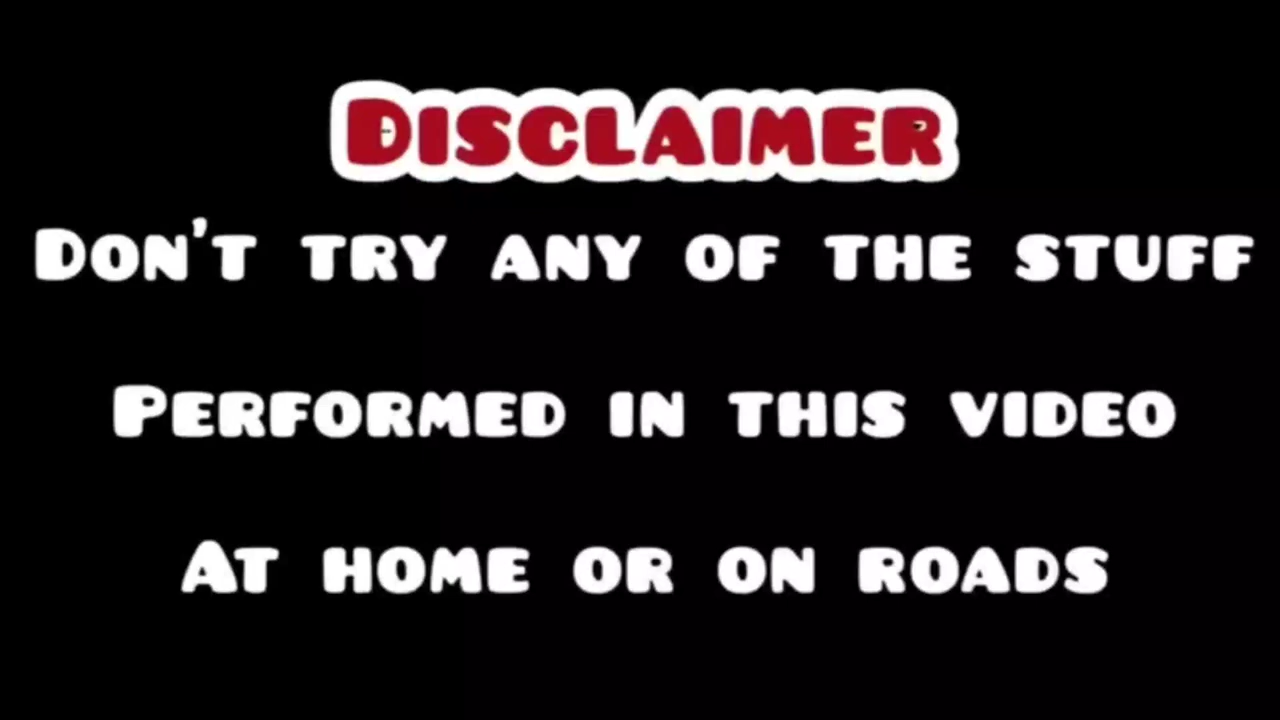 Disclaimer
Don't try any of the stuff
Performed in this video
At home or on roads